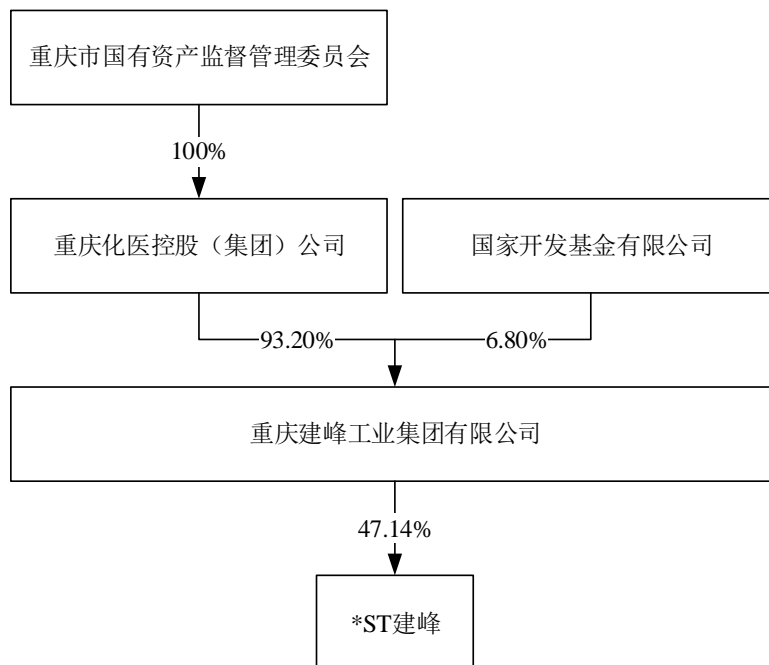 重庆市国有资产监督管理委员会
100%
重庆化医控股（集团）公司
国家开发基金有限公司
93.20%
6.80%
重庆建峰工业集团有限公司
47.14%
*ST建峰